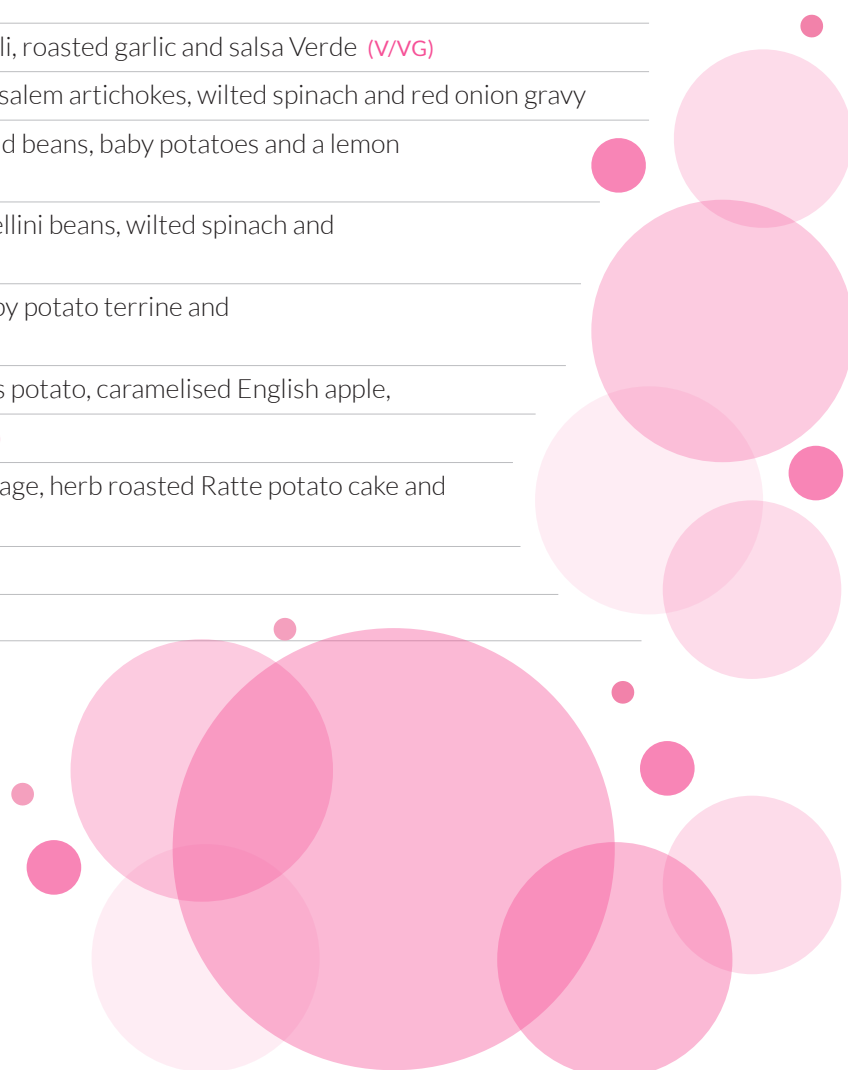 li, roasted garlic and salsa Verde (V/VG)
salem artichokes, wilted spinach and red onion gravy
d beans, baby potatoes and a lemon
ellini beans, wilted spinach and
by potato terrine and
s potato, caramelised English apple,
age, herb roasted Ratte potato cake and